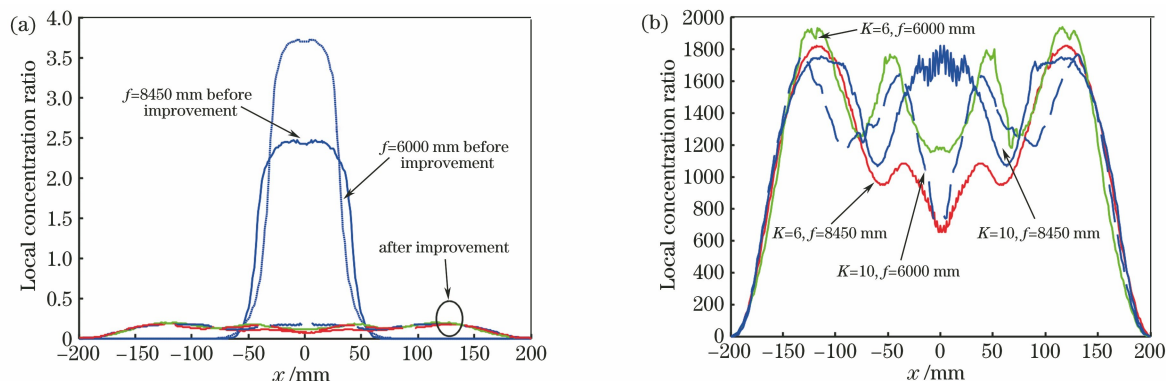 (a)
Local concentration ratio
4.0
3.5
3.0
2.5
2.0
1.5
1.0
0.5
0
f=8450 mm before
improvement
f=6000 mm before
improvement
after improvement
−200 −150 −100 −50 0 50 100 150 200
x /mm
(b)
Local concentration ratio
2000
1800
1600
1400
1200
1000
800
600
400
200
0
K=6, f=6000 mm
K=6, f=8450 mm
K=10, f=8450 mm
K=10, f=6000 mm
−200 −150 −100 −50 0 50 100 150 200
x /mm